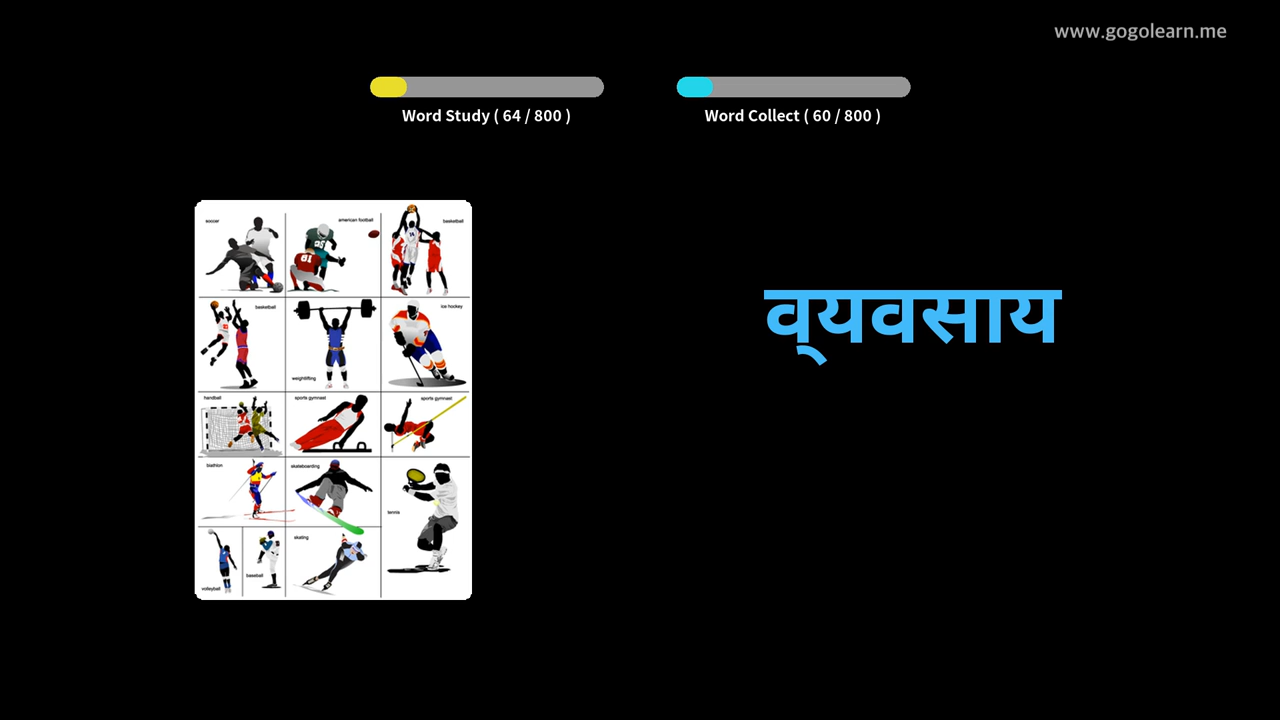 www.gogolearn.me
Word Study ( 64 / 800 )
Word Collect ( 60 / 800 )
soccer
american football
basketball
basketball
weightlifting
ice hockey
handball
sports gymnast
sports gymnast
biathlon
skateboarding
tennis
volleyball
baseball
skating
व्‌यवसाय